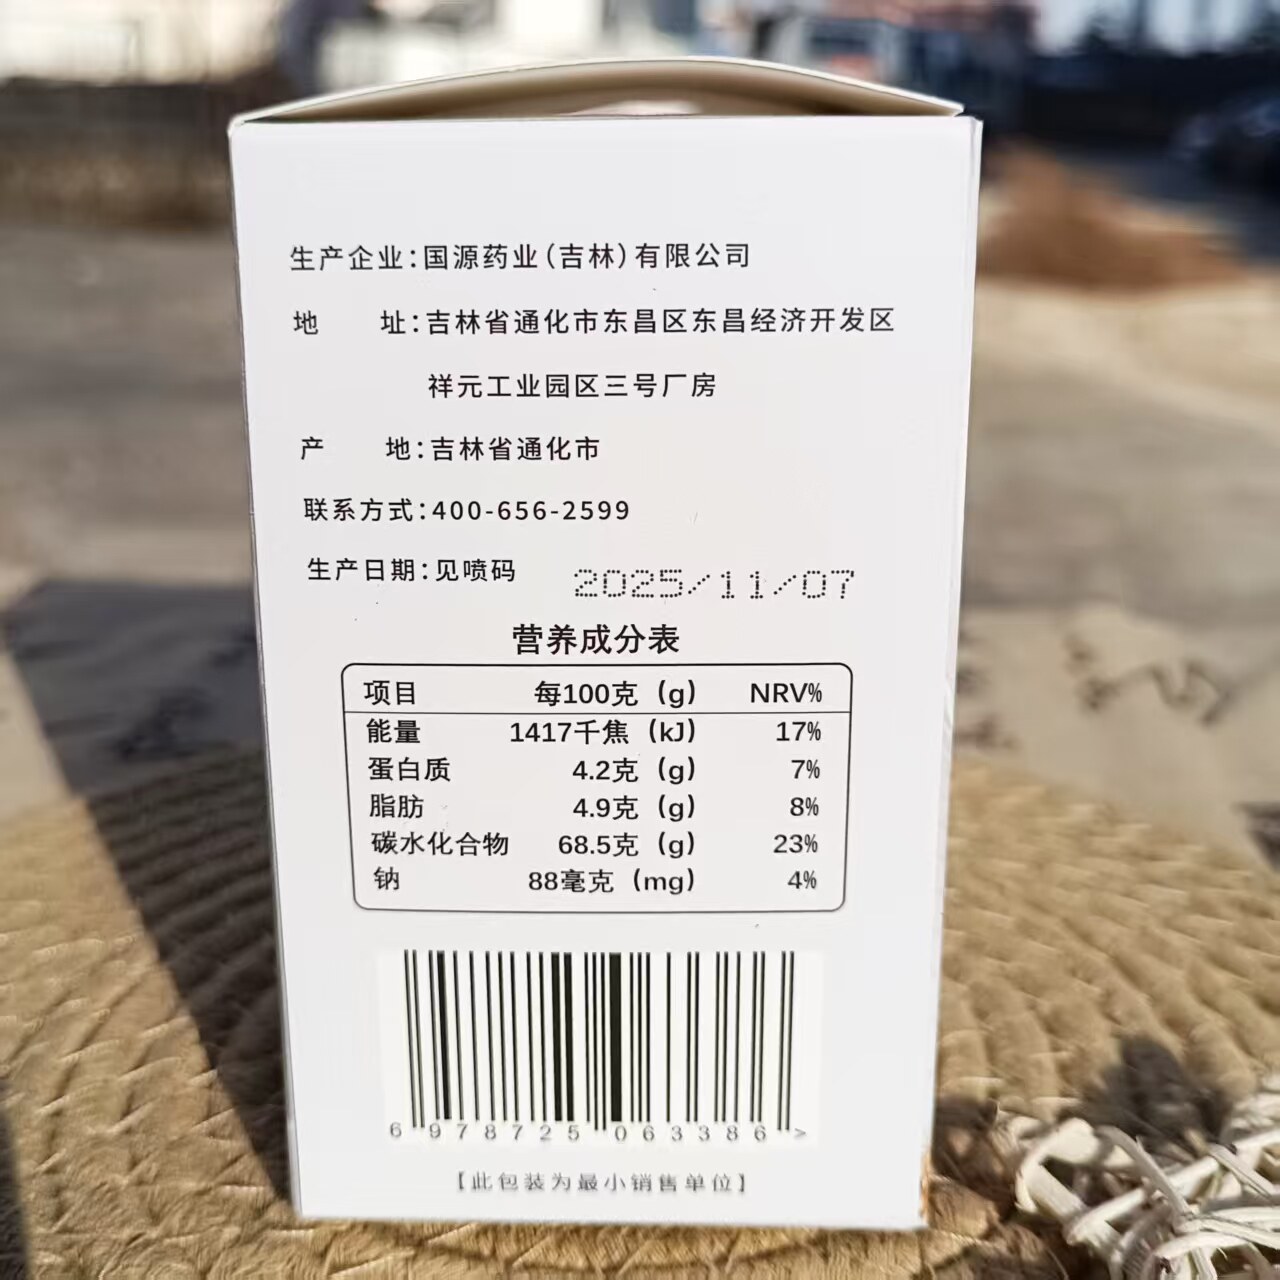 生产企业:国源药业(吉林)有限公司
地 址:吉林省通化市东昌区东昌经济开发区
祥元工业园区三号厂房
产 地:吉林省通化市
联系方式:400-656-2599
生产日期:见喷码 2025/11/07
营养成分表
项目 每100克(g) NRV%
能量 1417千焦(kJ) 17%
蛋白质 4.2克(g) 7%
脂肪 4.9克(g) 8%
碳水化合物 68.5克(g) 23%
钠 88毫克(mg) 4%
6 978725 063386 >
【此包装为最小销售单位】